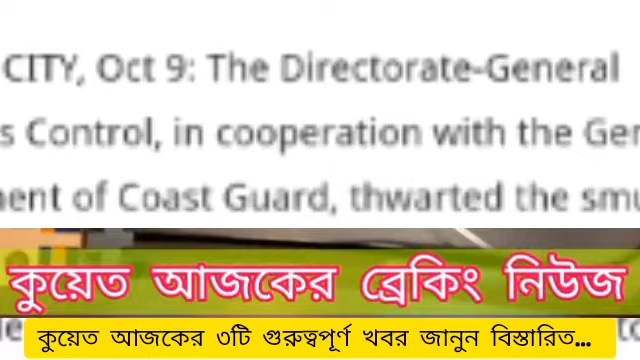 CITY, Oct 9: The Directorate-General
s Control, in cooperation with the Ger
ent of Coast Guard, thwarted the smu
কুয়েত আজকের ব্রেকিং নিউজ
কুয়েত আজকের ৩টি গুরুত্বপূর্ণ খবর জানুন বিস্তারিত...